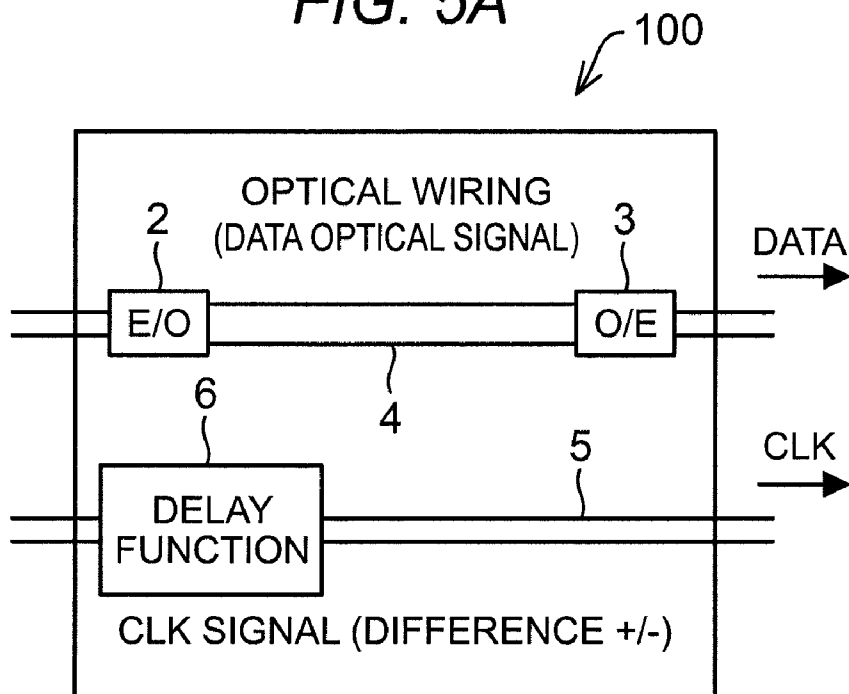 FIG. 5A
100
OPTICAL WIRING
(DATA OPTICAL SIGNAL)
2
3
DATA
E/O
O/E
4
6
5
CLK
DELAY
FUNCTION
CLK SIGNAL (DIFFERENCE +/-)